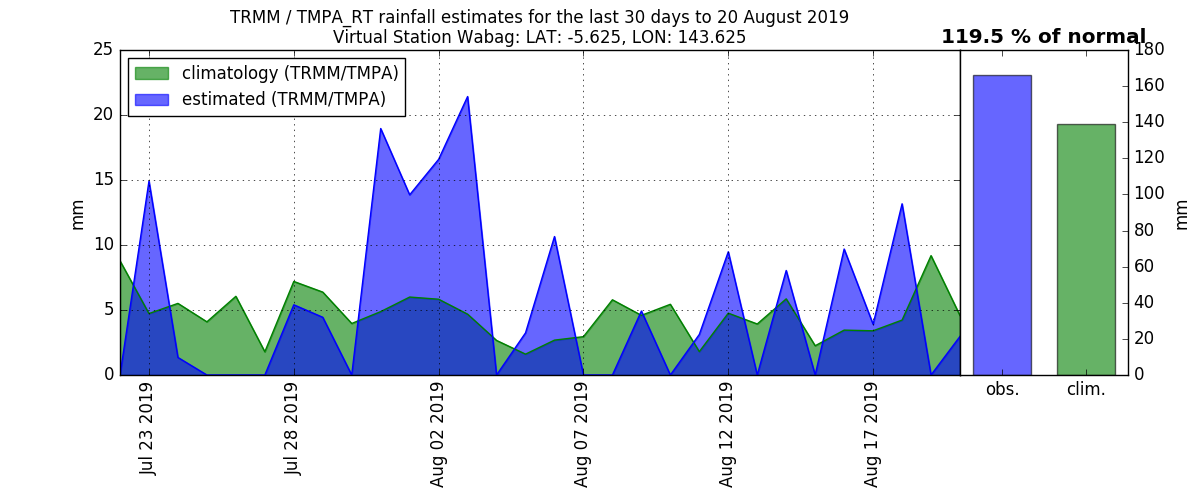 TRMM / TMPA_RT rainfall estimates for the last 30 days to 20 August 2019
Virtual Station Wabag: LAT: -5.625, LON: 143.625
119.5 % of normal
climatology (TRMM/TMPA)
estimated (TRMM/TMPA)
25
20
15
10
5
0
mm
Jul 23 2019
Jul 28 2019
Aug 02 2019
Aug 07 2019
Aug 12 2019
Aug 17 2019
180
160
140
120
100
80
60
40
20
0
mm
obs.
clim.